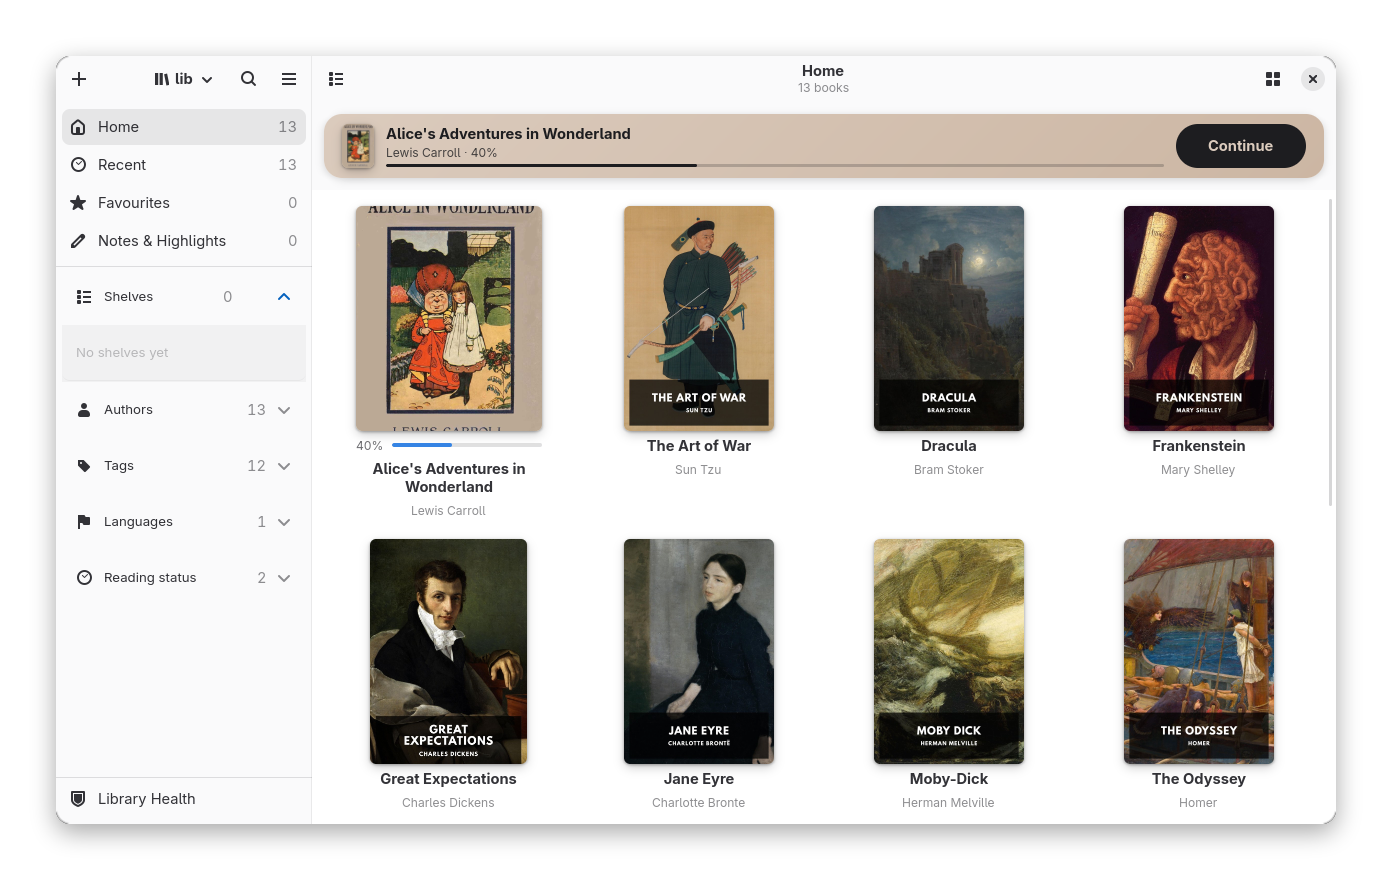 lib
Home
13 books
Home 13
Recent 13
Favourites 0
Notes & Highlights 0
Shelves 0
No shelves yet
Authors 13
Tags 12
Languages 1
Reading status 2
Library Health
Alice's Adventures in Wonderland
Lewis Carroll · 40%
Continue
ALICE IN WONDERLAND
LEWIS CARROLL
40%
Alice's Adventures in
Wonderland
Lewis Carroll
THE ART OF WAR
SUN TZU
The Art of War
Sun Tzu
DRACULA
BRAM STOKER
Dracula
Bram Stoker
FRANKENSTEIN
MARY SHELLEY
Frankenstein
Mary Shelley
GREAT
EXPECTATIONS
CHARLES DICKENS
Great Expectations
Charles Dickens
JANE EYRE
CHARLOTTE BRONTË
Jane Eyre
Charlotte Bronte
MOBY DICK
HERMAN MELVILLE
Moby-Dick
Herman Melville
THE ODYSSEY
HOMER
The Odyssey
Homer